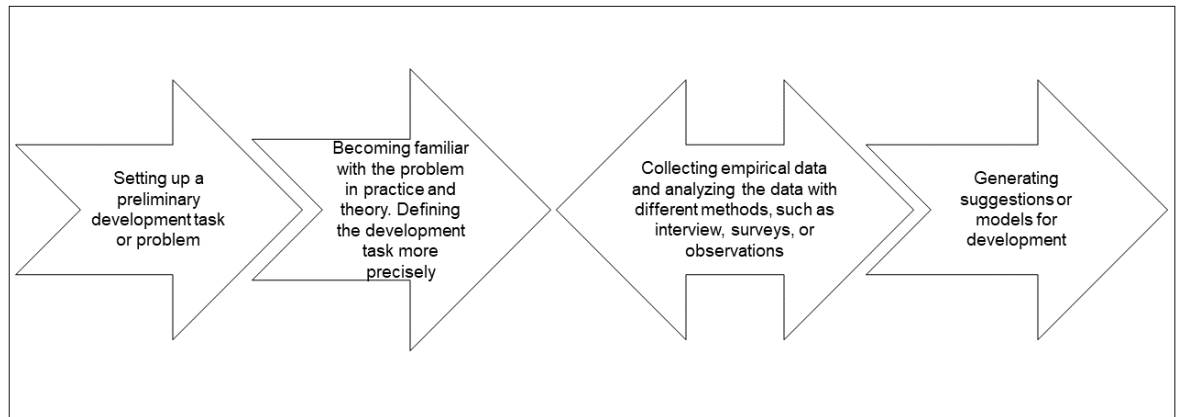 Setting up a
preliminary
development task
or problem
Becoming familiar
with the problem
in practice and
theory. Defining
the development
task more
precisely
Collecting empirical data
and analyzing the data with
different methods, such as
interview, surveys, or
observations
Generating
suggestions or
models for
development